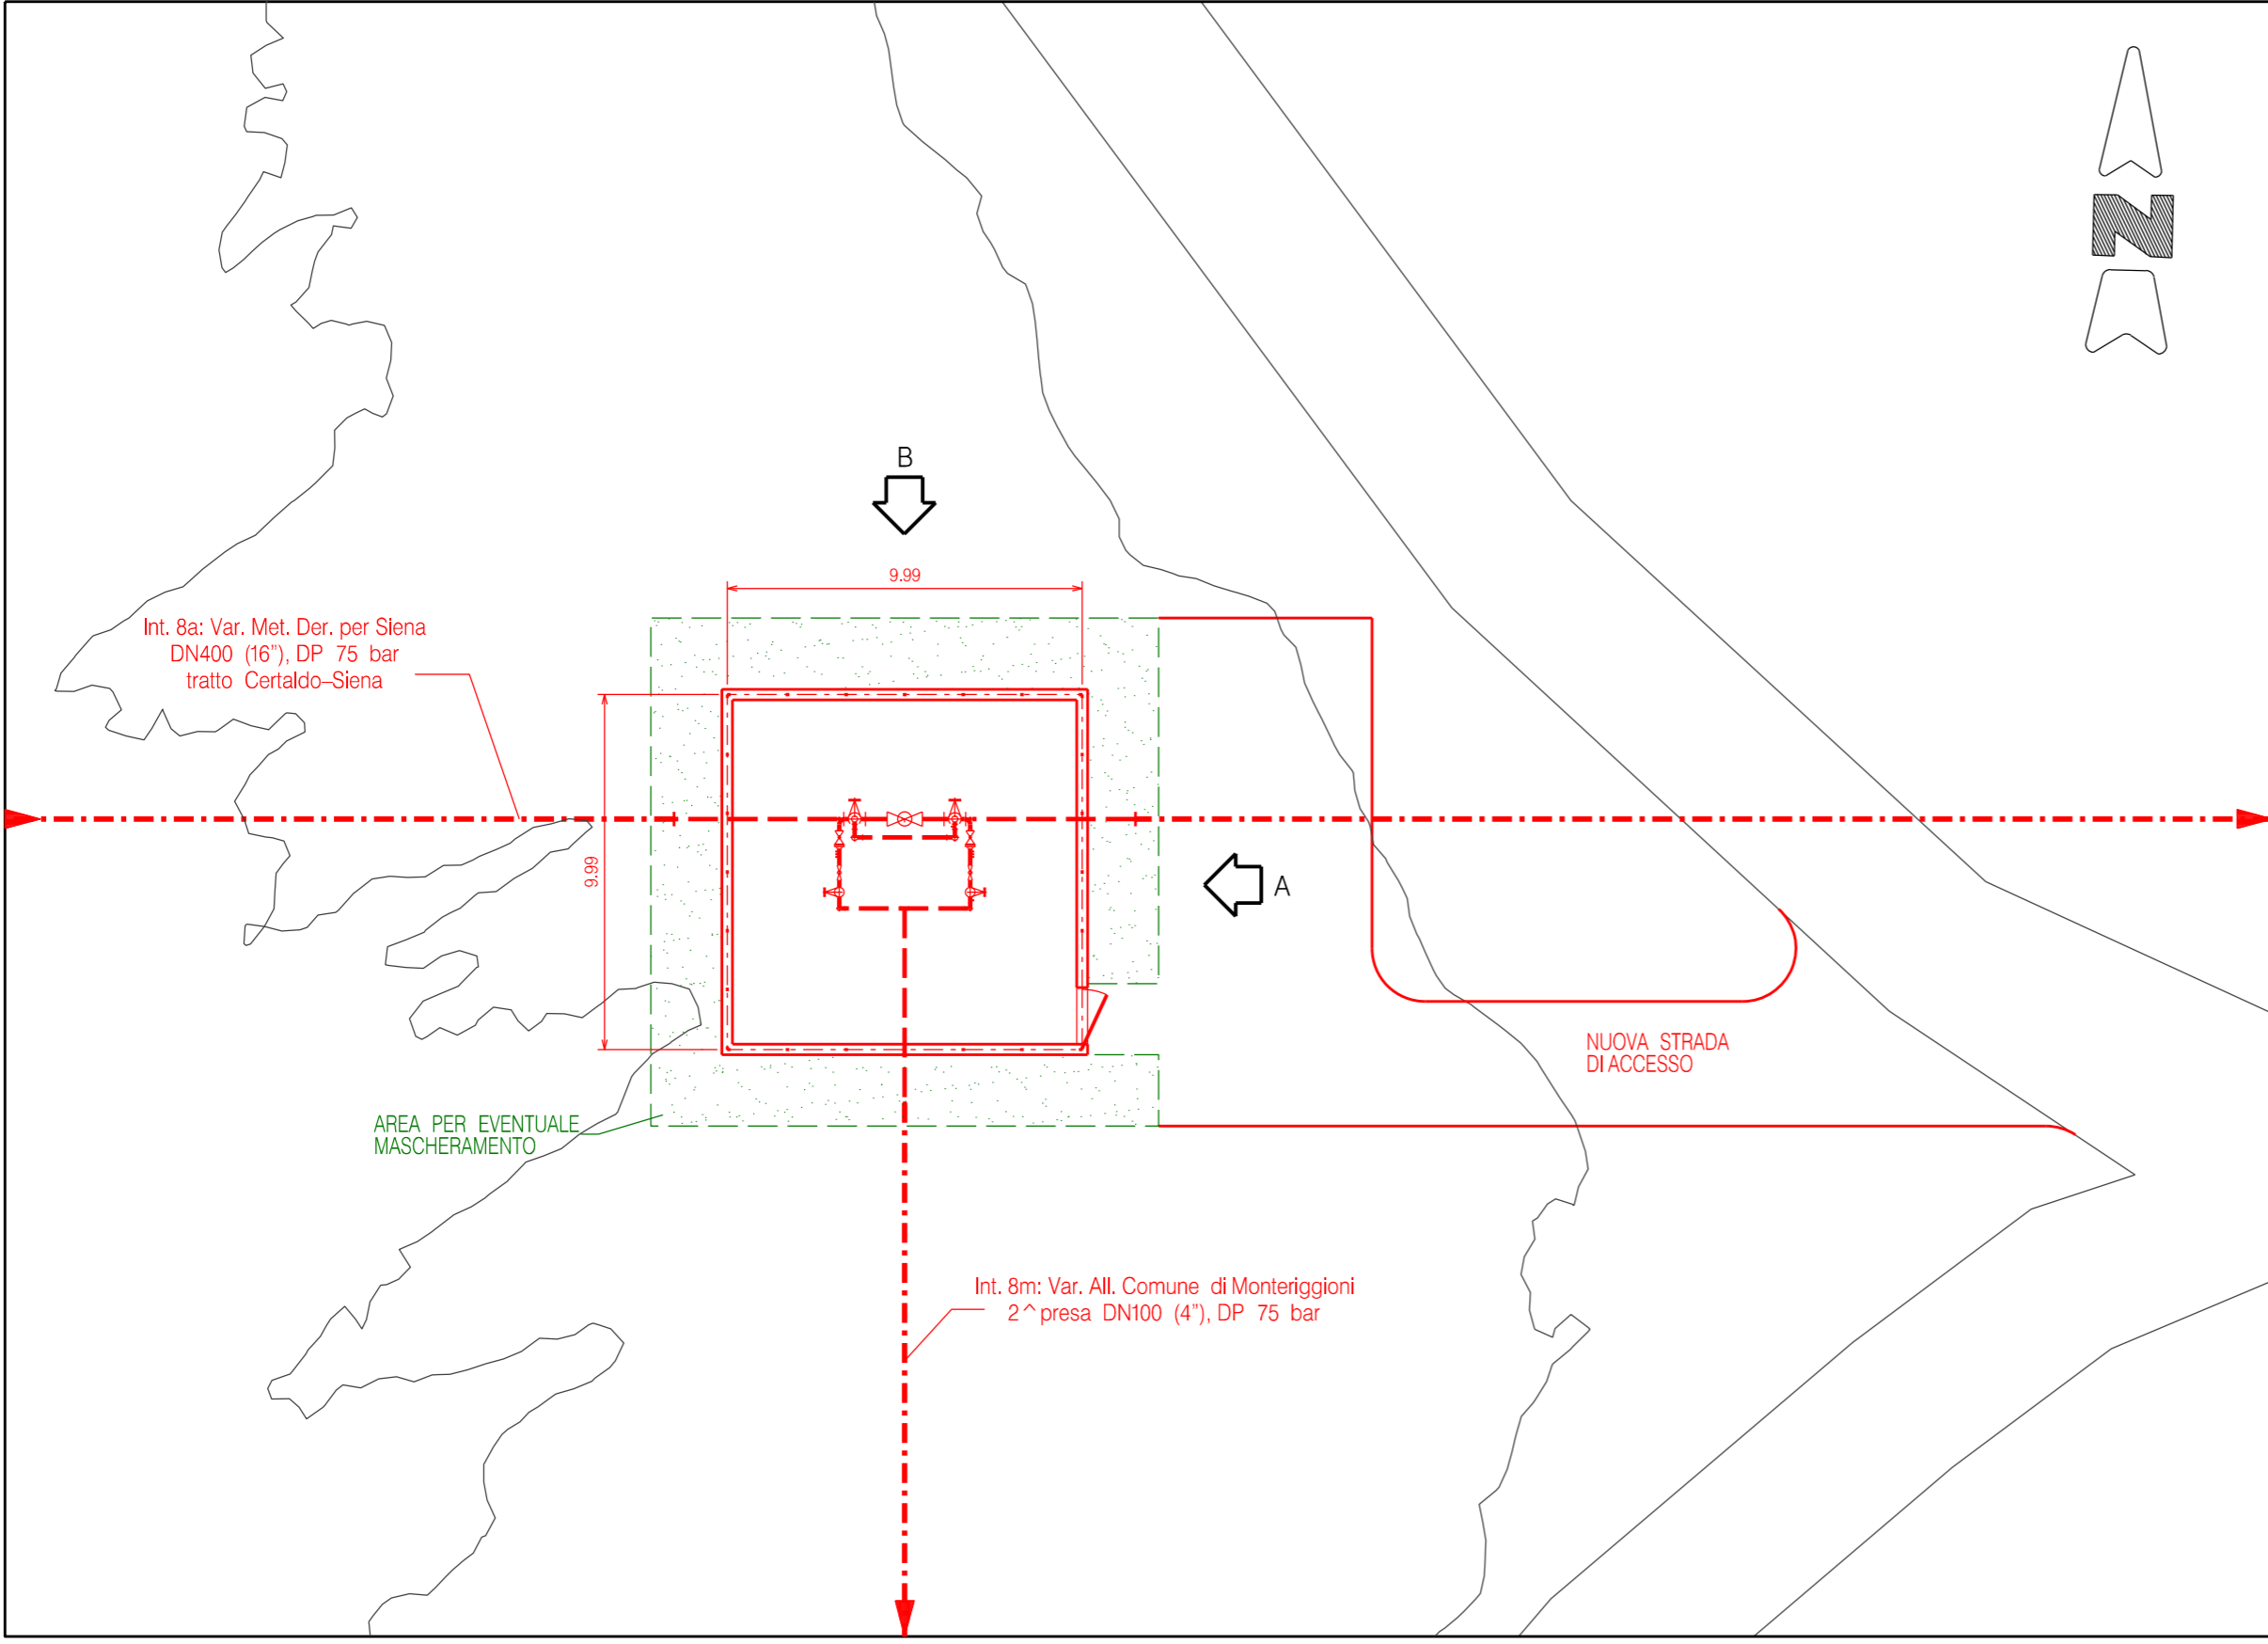 N
B
9.99
Int. 8a: Var. Met. Der. per Siena
DN400 (16"), DP 75 bar
tratto Certaldo–Siena
9.99
A
NUOVA STRADA
DI ACCESSO
AREA PER EVENTUALE
MASCHERAMENTO
Int. 8m: Var. All. Comune di Monteriggioni
2^presa DN100 (4"), DP 75 bar